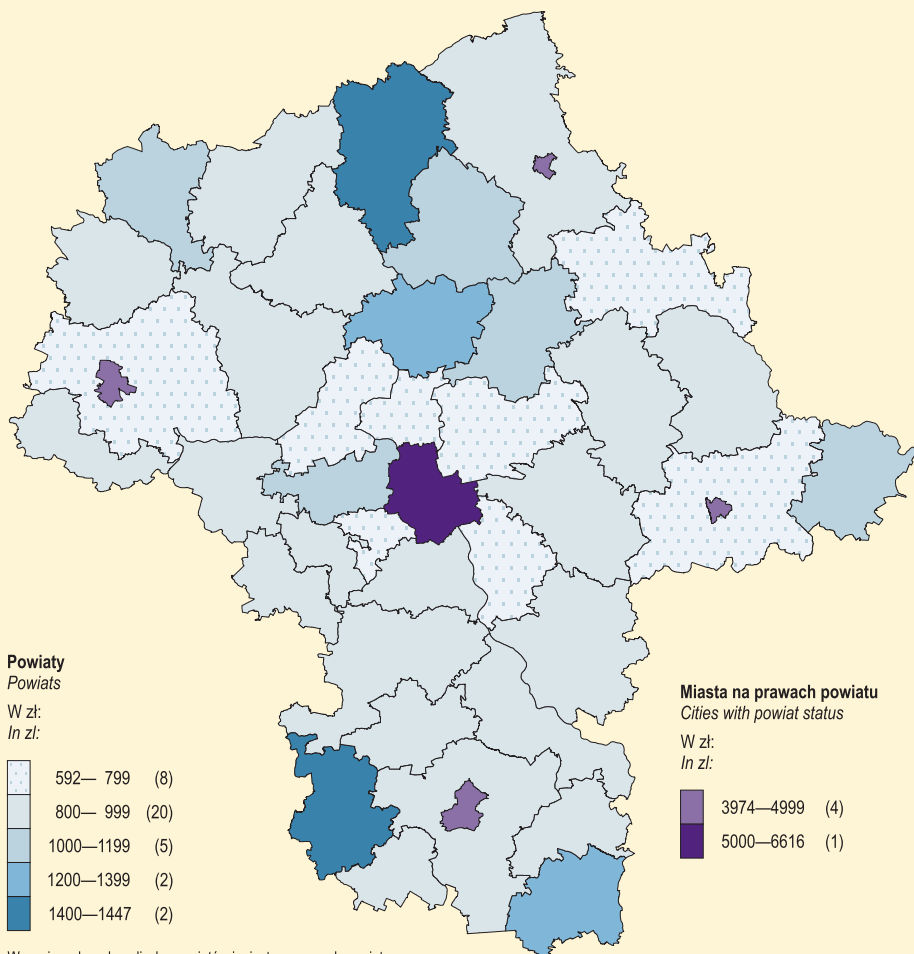 Powiaty
Powiats
W zł:
In zl:
592— 799 (8)
800— 999 (20)
1000—1199 (5)
1200—1399 (2)
1400—1447 (2)
Miasta na prawach powiatu
Cities with powiat status
W zł:
In zl:
3974—4999 (4)
5000—6616 (1)